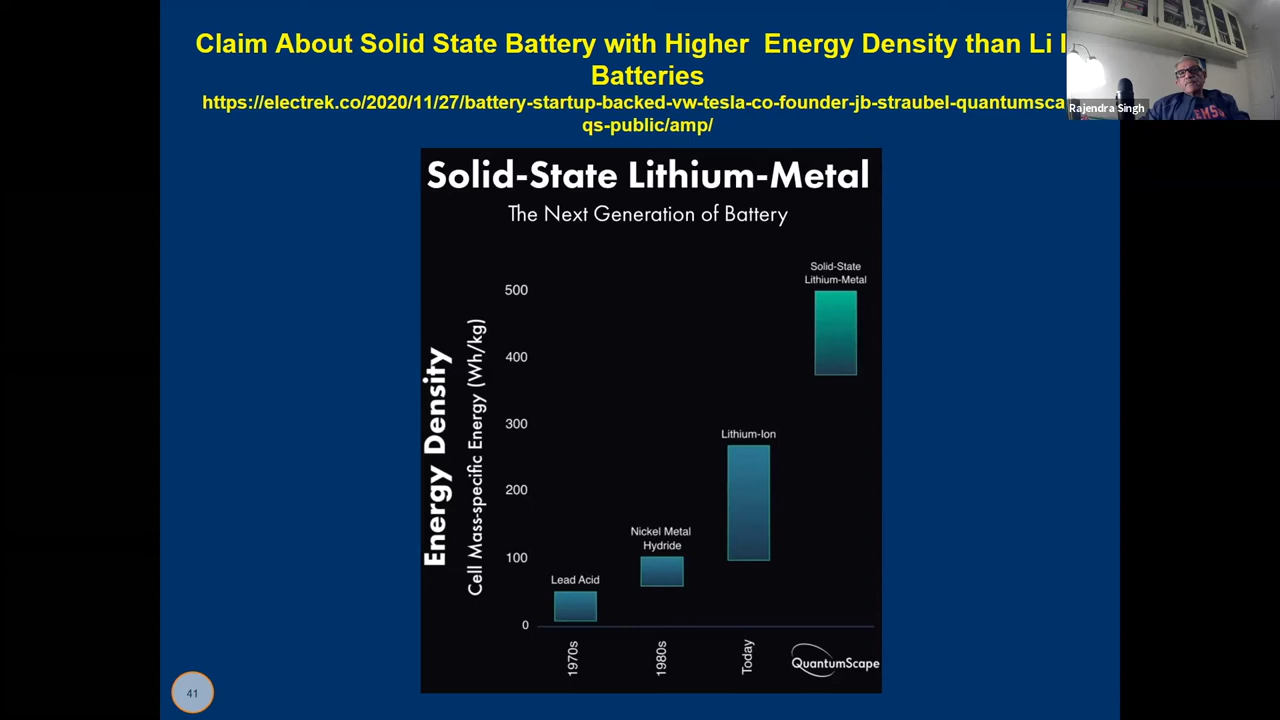 Claim About Solid State Battery with Higher Energy Density than Li
Batteries
https://electrek.co/2020/11/27/battery-startup-backed-vw-tesla-co-founder-jb-straubel-quantumsca
qs-public/amp/
Rajendra Singh
Solid-State Lithium-Metal
The Next Generation of Battery
Energy Density
Cell Mass-specific Energy (Wh/kg)
500
400
300
200
100
0
Solid-State
Lithium-Metal
Lithium-Ion
Nickel Metal
Hydride
Lead Acid
1970s
1980s
Today
QuantumScape
41